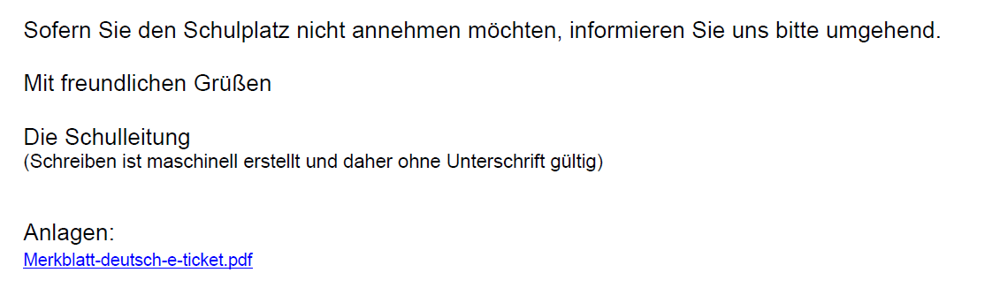 Sofern Sie den Schulplatz nicht annehmen möchten, informieren Sie uns bitte umgehend.
Mit freundlichen Grüßen
Die Schulleitung
(Schreiben ist maschinell erstellt und daher ohne Unterschrift gültig)
Anlagen:
Merkblatt-deutsch-e-ticket.pdf